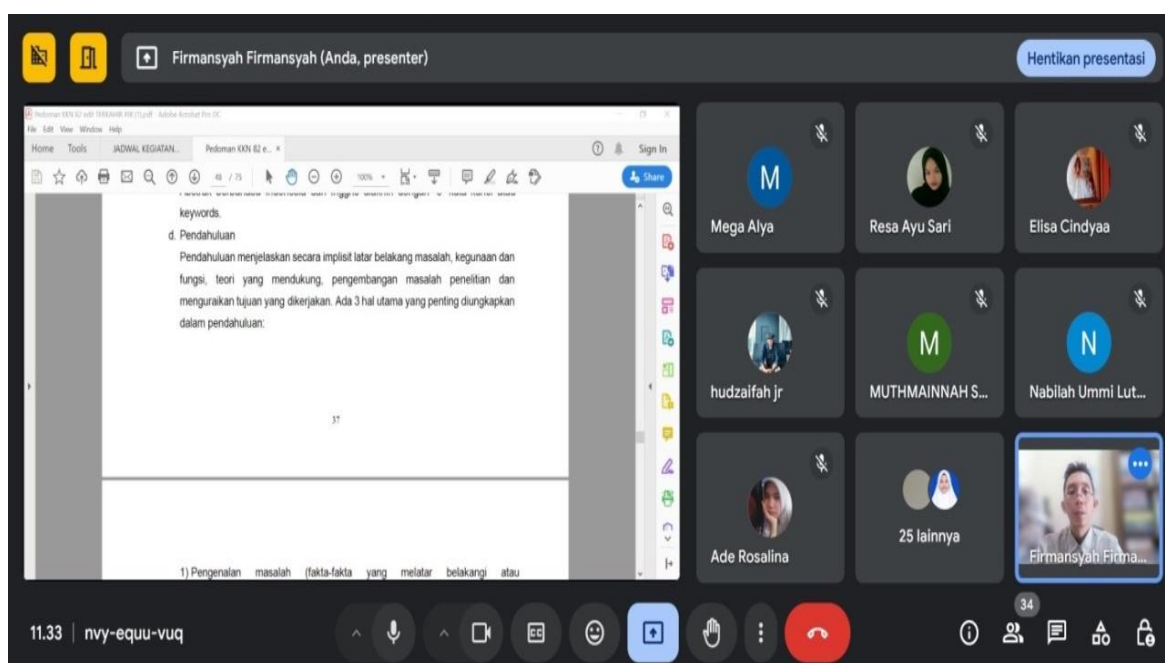 Firmansyah Firmansyah (Anda, presenter)
Hentikan presentasi
File Edit View Window Help
Home Tools JADWAL KEGIATAN... Pedoman KKN 82 e... ×
Sign In
48 / 75
100%
Share
keywords.
d. Pendahuluan
Pendahuluan menjelaskan secara implisit latar belakang masalah, kegunaan dan
fungsi, teori yang mendukung, pengembangan masalah penelitian dan
menguraikan tujuan yang dikerjakan. Ada 3 hal utama yang penting diungkapkan
dalam pendahuluan:
37
1) Pengenalan masalah (fakta-fakta yang melatar belakangi atau
M
Mega Alya
Resa Ayu Sari
Elisa Cindyaa
hudzaifah jr
M
MUTHMAINNAH S...
N
Nabilah Ummi Lut...
Ade Rosalina
25 lainnya
Firmansyah Firma...
11.33 | nvy-equu-vuq
34